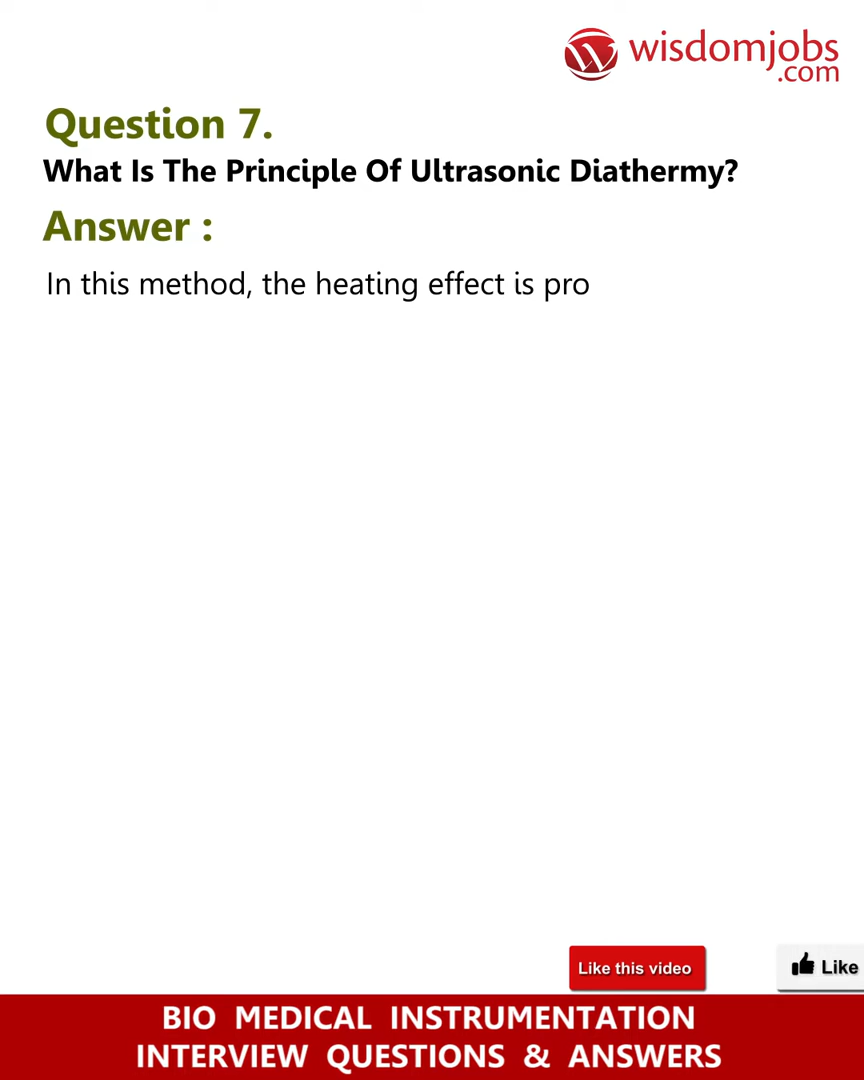 wisdomjobs
.com
Question 7.
What Is The Principle Of Ultrasonic Diathermy?
Answer :
In this method, the heating effect is pro
Like this video
Like
BIO MEDICAL INSTRUMENTATION
INTERVIEW QUESTIONS & ANSWERS